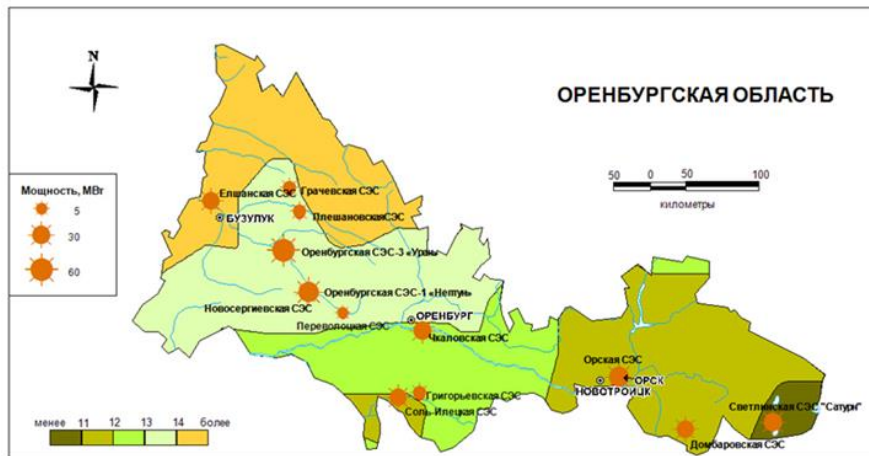 N
ОРЕНБУРГСКАЯ ОБЛАСТЬ
50 0 50 100
километры
Мощность, МВт
5
30
60
Елшанская СЭС
Грачевская СЭС
БУЗУЛУК
ПлешановскаяСЭС
Оренбургская СЭС-3 «Уран»
Оренбургская СЭС-1 «Нептун»
Новосергиевская СЭС
Переволоцкая СЭС
ОРЕНБУРГ
Чкаловская СЭС
Орская СЭС
ОРСК
НОВОТРОИЦК
Григорьевская СЭС
Соль-Илецкая СЭС
Светлинская СЭС "Сатурн"
Домбаровская СЭС
менее 11 12 13 14 более